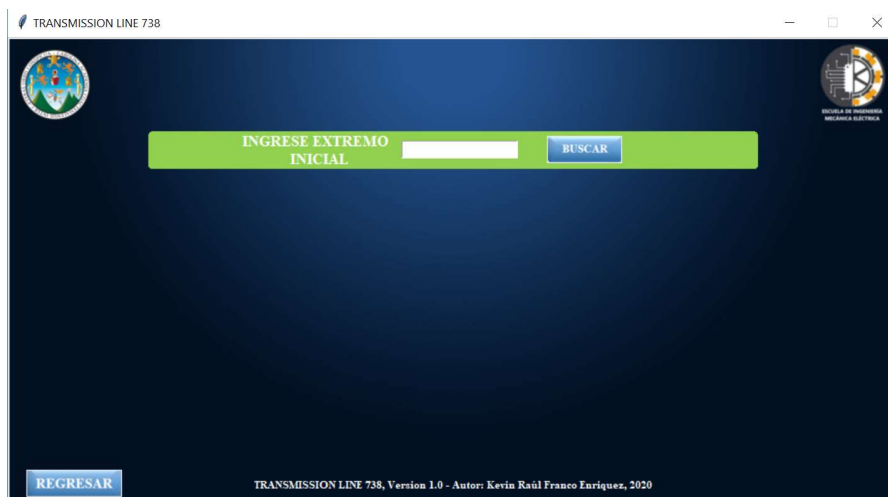 TRANSMISSION LINE 738
ESCUELA DE INGENIERÍA
MECÁNICA ELÉCTRICA
INGRESE EXTREMO
INICIAL
BUSCAR
REGRESAR
TRANSMISSION LINE 738, Version 1.0 - Autor: Kevin Raúl Franco Enríquez, 2020